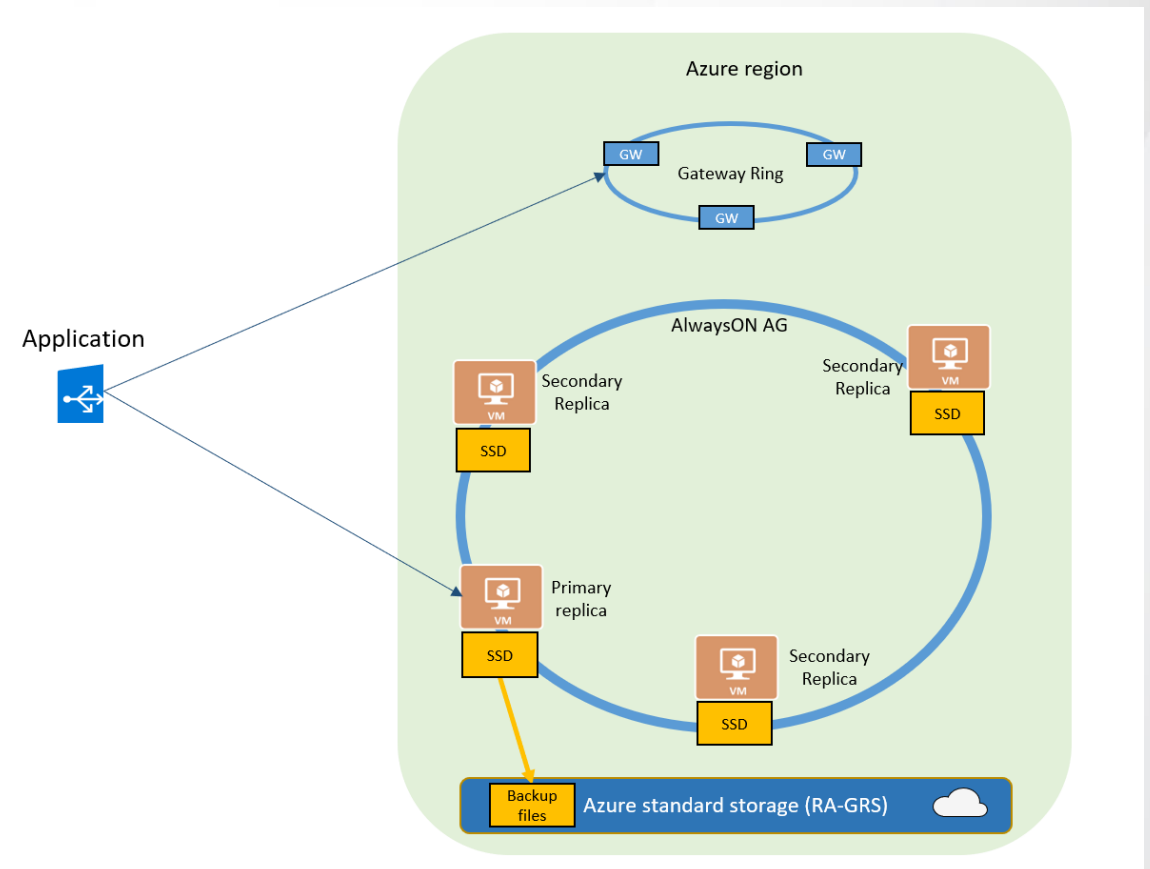 Azure region
GW
GW
Gateway Ring
GW
Application
AlwaysON AG
VM
Secondary
Replica
SSD
Secondary
Replica
VM
SSD
VM
Primary
replica
SSD
VM
Secondary
Replica
SSD
Backup
files
Azure standard storage (RA-GRS)